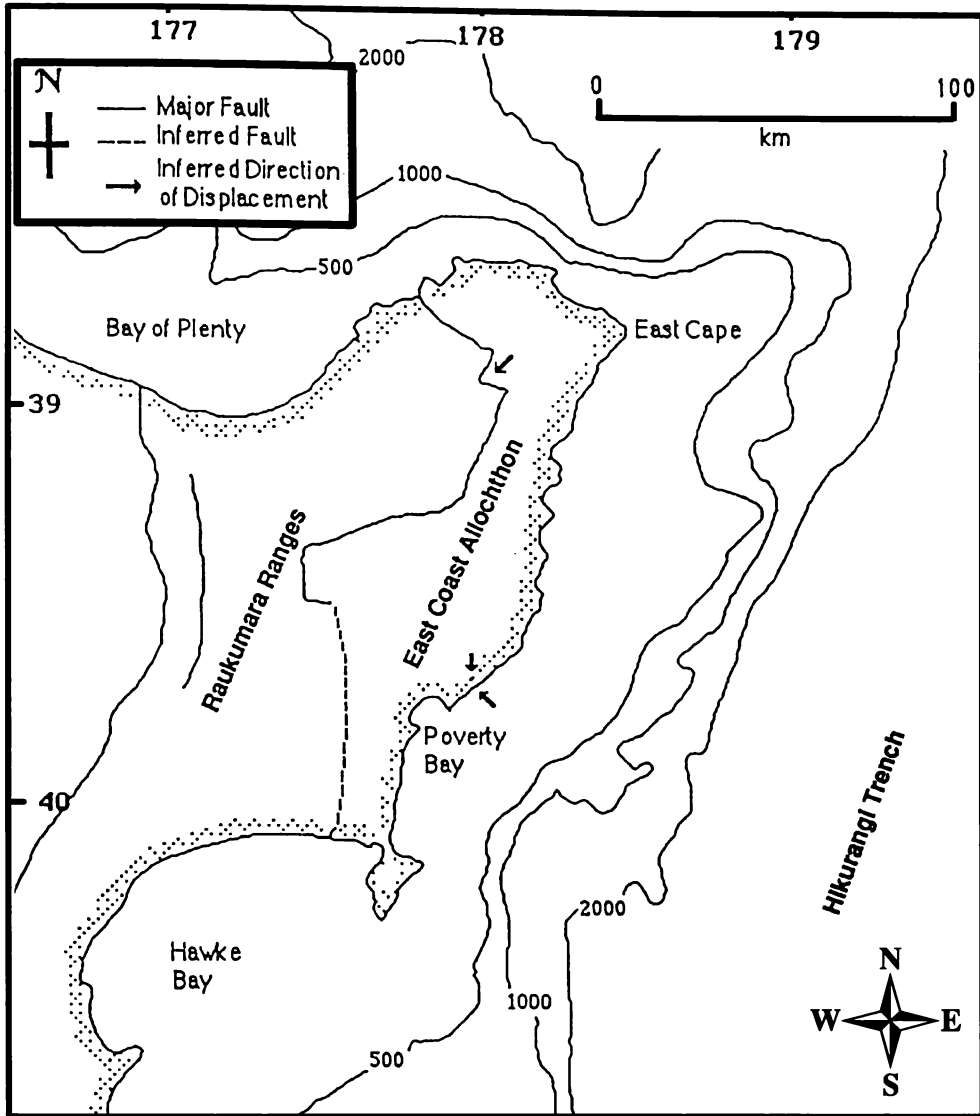 177
178
179
2000
N
Major Fault
Inferred Fault
Inferred Direction
of Displacement
0
100
km
1000
500
Bay of Plenty
East Cape
39
East Coast Allochthon
Raukumara Ranges
Poverty
Bay
40
Hikurangi Trench
2000
Hawke
Bay
1000
500
N
W
E
S